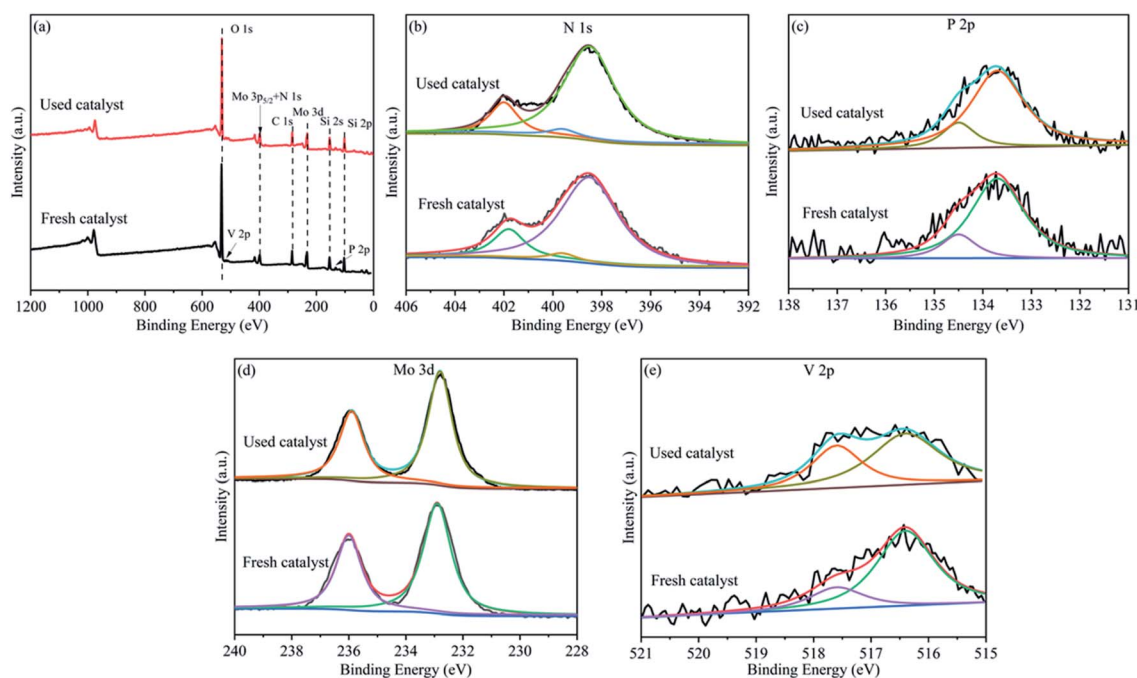 (a)
O 1s
Used catalyst
Mo 3p5/2+N 1s
C 1s
Mo 3d
Si 2s
Si 2p
Fresh catalyst
V 2p
P 2p
Intensity (a.u.)
1200 1000 800 600 400 200 0
Binding Energy (eV)
(b)
N 1s
Used catalyst
Fresh catalyst
Intensity (a.u.)
406 404 402 400 398 396 394 392
Binding Energy (eV)
(c)
P 2p
Used catalyst
Fresh catalyst
Intensity (a.u.)
138 137 136 135 134 133 132 131
Binding Energy (eV)
(d)
Mo 3d
Used catalyst
Fresh catalyst
Intensity (a.u.)
240 238 236 234 232 230 228
Binding Energy (eV)
(e)
V 2p
Used catalyst
Fresh catalyst
Intensity (a.u.)
521 520 519 518 517 516 515
Binding Energy (eV)